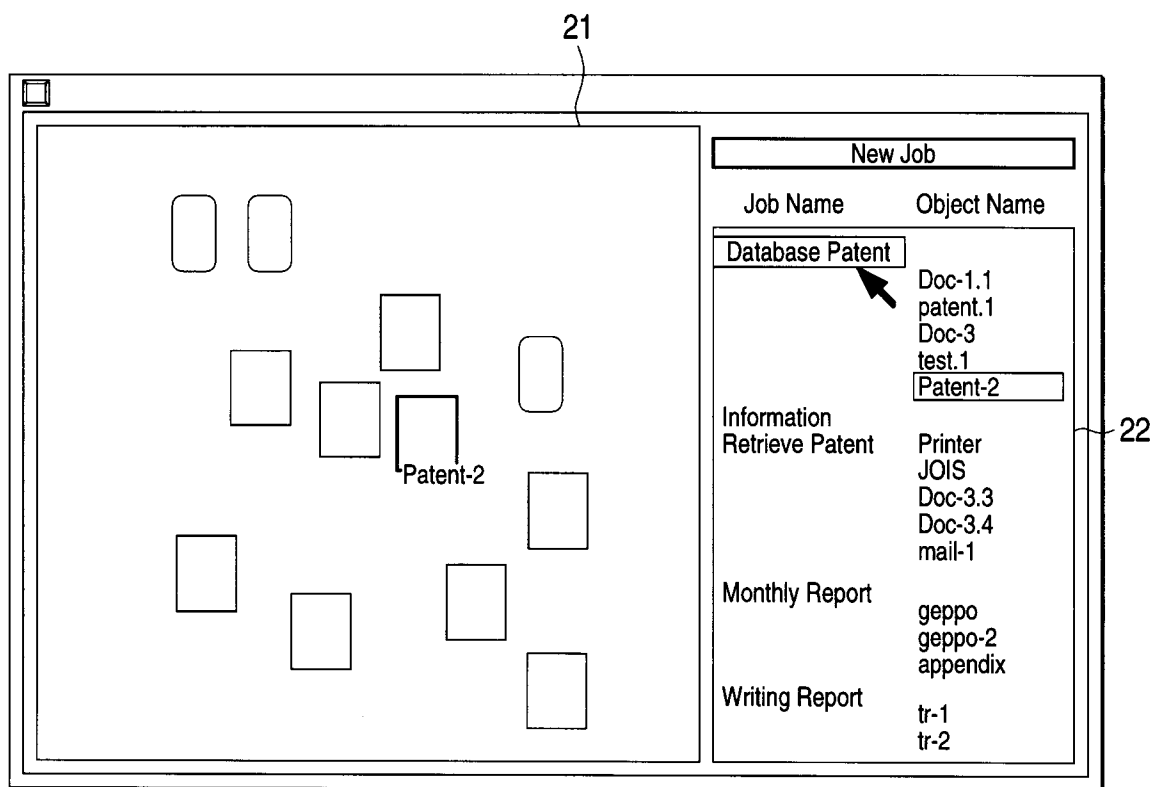 21
New Job
Job Name Object Name
Database Patent
Doc-1.1
patent.1
Doc-3
test.1
Patent-2
Information
Retrieve Patent Printer
JOIS
Doc-3.3
Doc-3.4
mail-1
Monthly Report
geppo
geppo-2
appendix
Writing Report
tr-1
tr-2
22
Patent-2